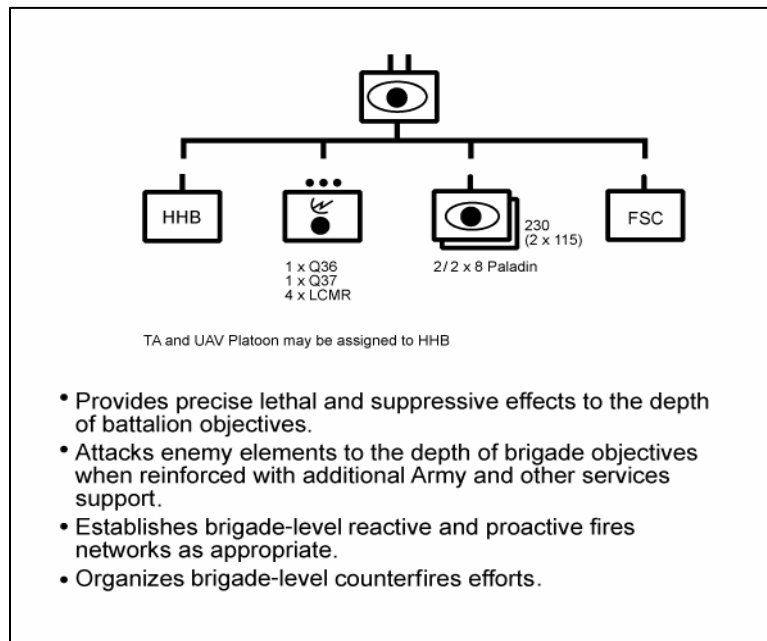 HHB
FSC
230
(2 x 115)
1 x Q36
1 x Q37
4 x LCMR
2/2 x 8 Paladin
TA and UAV Platoon may be assigned to HHB
• Provides precise lethal and suppressive effects to the depth
of battalion objectives.
• Attacks enemy elements to the depth of brigade objectives
when reinforced with additional Army and other services
support.
• Establishes brigade-level reactive and proactive fires
networks as appropriate.
• Organizes brigade-level counterfires efforts.